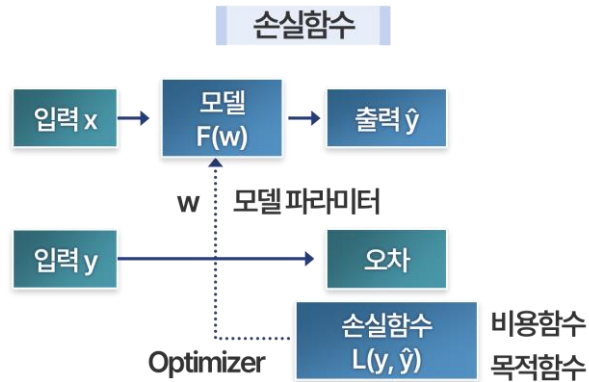 손실함수
입력 x
모델
F(w)
출력 ŷ
w
모델 파라미터
입력 y
오차
손실함수
L(y, ŷ)
비용함수
목적함수
Optimizer